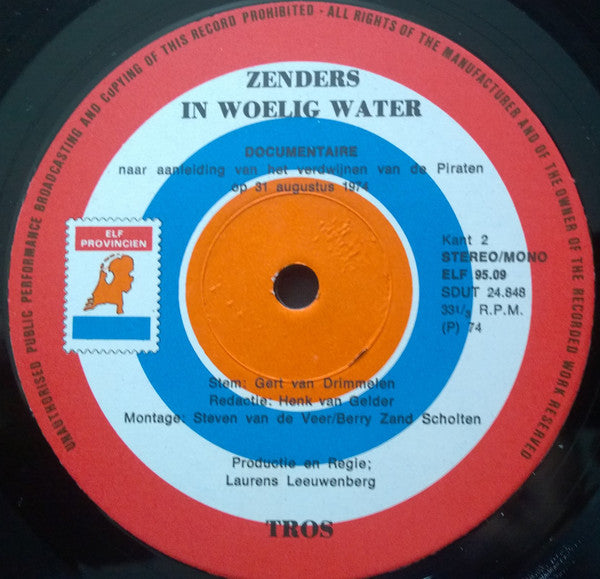 UNAUTHORISED PUBLIC PERFORMANCE BROADCASTING AND COPYING OF THIS RECORD PROHIBITED - ALL RIGHTS OF THE MANUFACTURER AND OF THE OWNER OF THE RECORDED WORK RESERVED
ZENDERS
IN WOELIG WATER
DOCUMENTAIRE
naar aanleiding van het verdwijnen van de Piraten
op 31 augustus 1974
ELF
PROVINCIEN
Kant 2
STEREO/MONO
ELF 95.09
SDUT 24.848
33 1/3 R.P.M.
(P) 74
Stem: Gert van Drimmelen
Redactie: Henk van Gelder
Montage: Steven van de Veer/Berry Zand Scholten
Productie en Regie;
Laurens Leeuwenberg
TROS